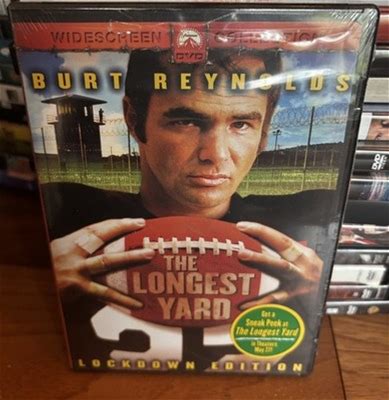 WIDESCREEN COLLECTION
DVD
BURT REYNOLDS
THE
LONGEST
YARD
Get a
Sneak Peek at
The Longest Yard
in Theaters
May 27!
LOCKDOWN EDITION